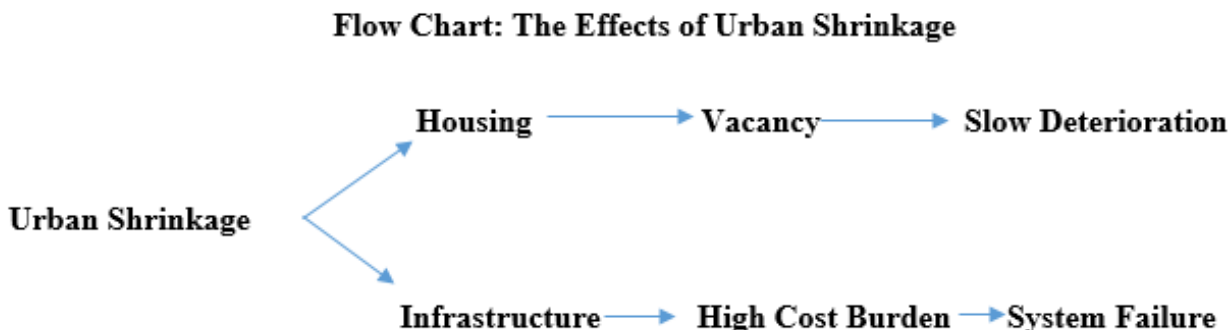 Flow Chart: The Effects of Urban Shrinkage
Housing Vacancy Slow Deterioration
Urban Shrinkage
Infrastructure High Cost Burden System Failure